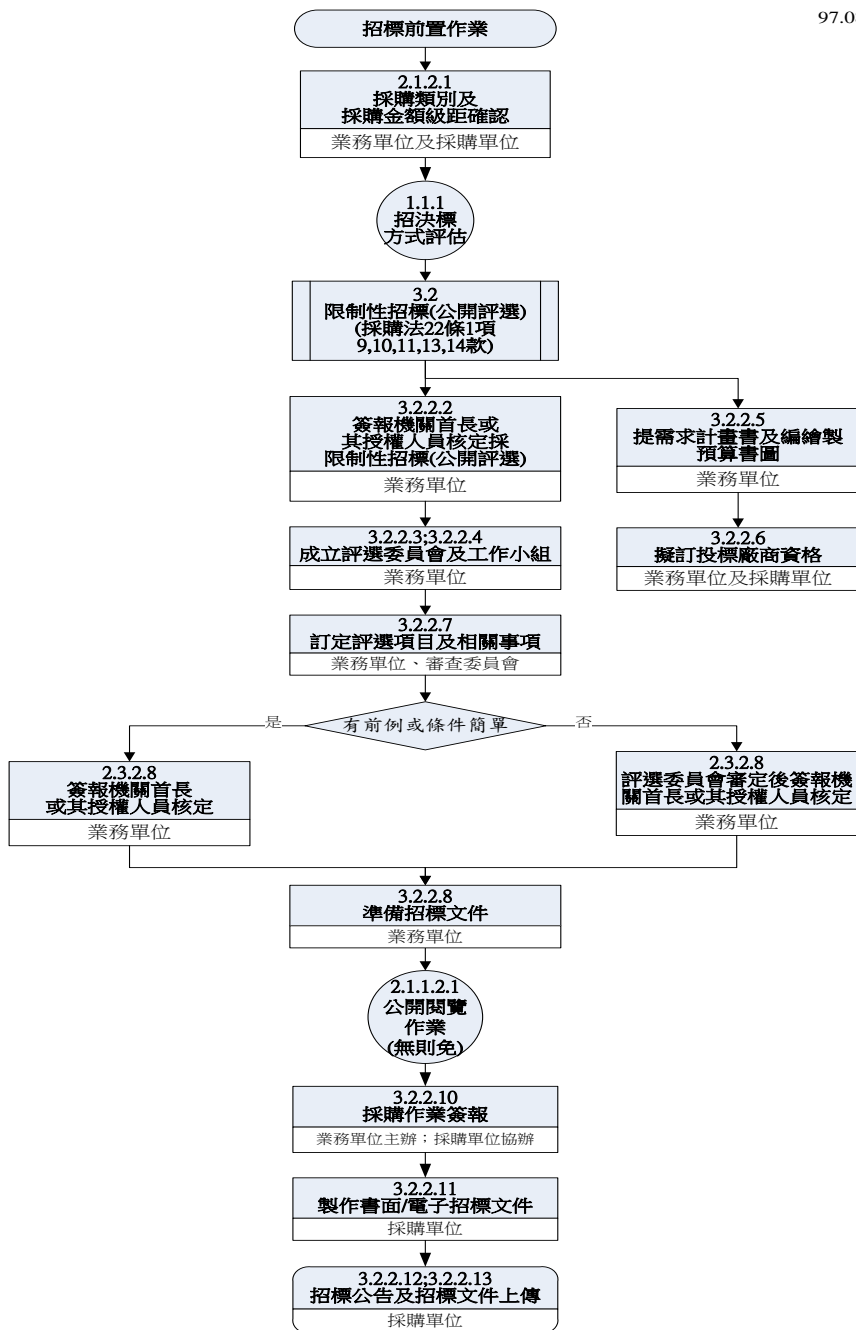 97.0
招標前置作業
2.1.2.1
採購類別及
採購金額級距確認
業務單位及採購單位
1.1.1
招決標
方式評估
3.2
限制性招標(公開評選)
(採購法22條1項
9,10,11,13,14款)
3.2.2.2
簽報機關首長或
其授權人員核定採
限制性招標(公開評選)
業務單位
3.2.2.5
提需求計畫書及編繪製
預算書圖
業務單位
3.2.2.3;3.2.2.4
成立評選委員會及工作小組
業務單位
3.2.2.6
擬訂投標廠商資格
業務單位及採購單位
3.2.2.7
訂定評選項目及相關事項
業務單位、審查委員會
有前例或條件簡單
是
否
2.3.2.8
簽報機關首長
或其授權人員核定
業務單位
2.3.2.8
評選委員會審定後簽報機
關首長或其授權人員核定
業務單位
3.2.2.8
準備招標文件
業務單位
2.1.1.2.1
公開閱覽
作業
(無則免)
3.2.2.10
採購作業簽報
業務單位主辦；採購單位協辦
3.2.2.11
製作書面/電子招標文件
採購單位
3.2.2.12;3.2.2.13
招標公告及招標文件上傳
採購單位